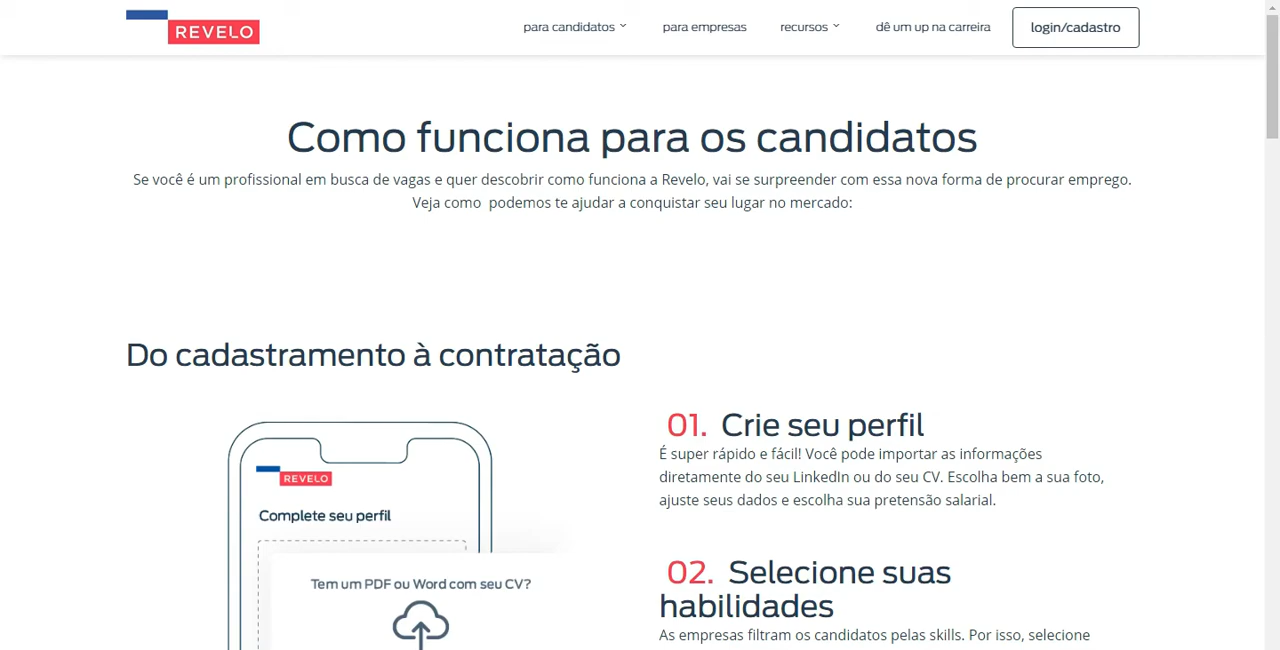 REVELO
para candidatos
para empresas
recursos
dê um up na carreira
login/cadastro
Como funciona para os candidatos
Se você é um profissional em busca de vagas e quer descobrir como funciona a Revelo, vai se surpreender com essa nova forma de procurar emprego.
Veja como podemos te ajudar a conquistar seu lugar no mercado:
Do cadastramento à contratação
REVELO
Complete seu perfil
Tem um PDF ou Word com seu CV?
01. Crie seu perfil
É super rápido e fácil! Você pode importar as informações
diretamente do seu LinkedIn ou do seu CV. Escolha bem a sua foto,
ajuste seus dados e escolha sua pretensão salarial.
02. Selecione suas
habilidades
As empresas filtram os candidatos pelas skills. Por isso, selecione